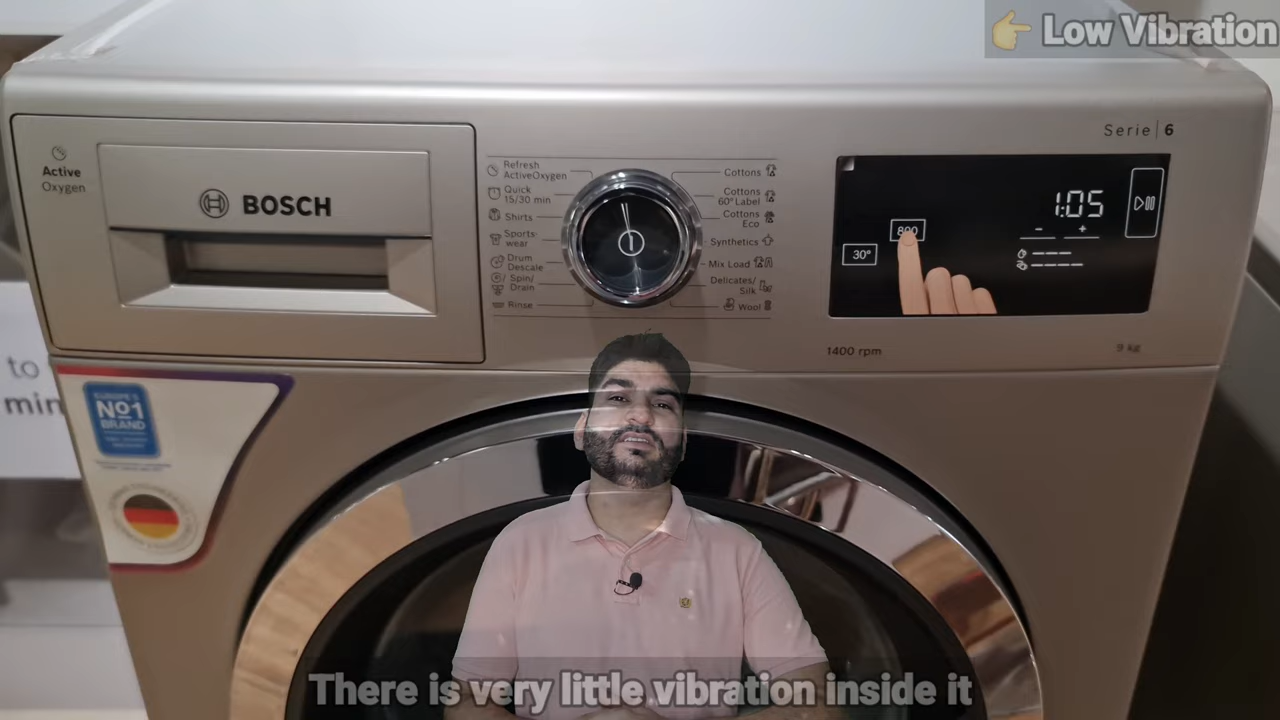 👉 Low Vibration
Serie | 6
Active
Oxygen
BOSCH
Refresh
ActiveOxygen
Quick
15/30 min
Shirts
Sports-
wear
Drum
Descale
Spin/
Drain
Rinse
Cottons
Cottons
60° Label
Cottons
Eco
Synthetics
Mix Load
Delicates/
Silk
Wool
1:05
- +
800
30°
1400 rpm
9 kg
to
min
EUROPE'S
No1
BRAND
There is very little vibration inside it